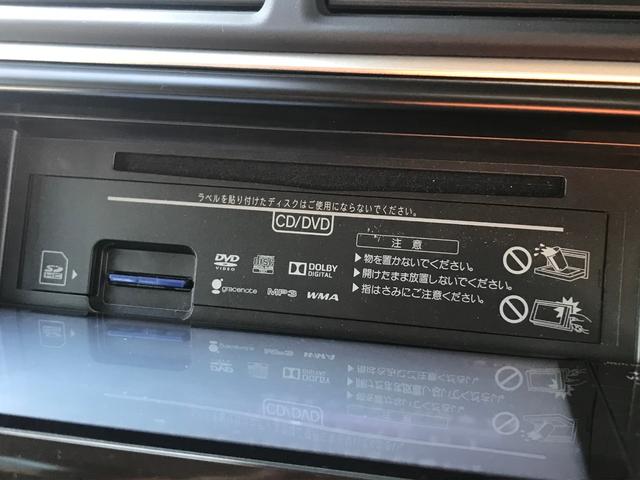 ラベルを貼り付けたディスクはご使用にならないでください。
CD/DVD
注 意
▶物を置かないでください。
▶開けたまま放置しないでください。
▶指はさみにご注意ください。
SD
HC
DVD
VIDEO
DOLBY
DIGITAL
gracenote MP3 WMA